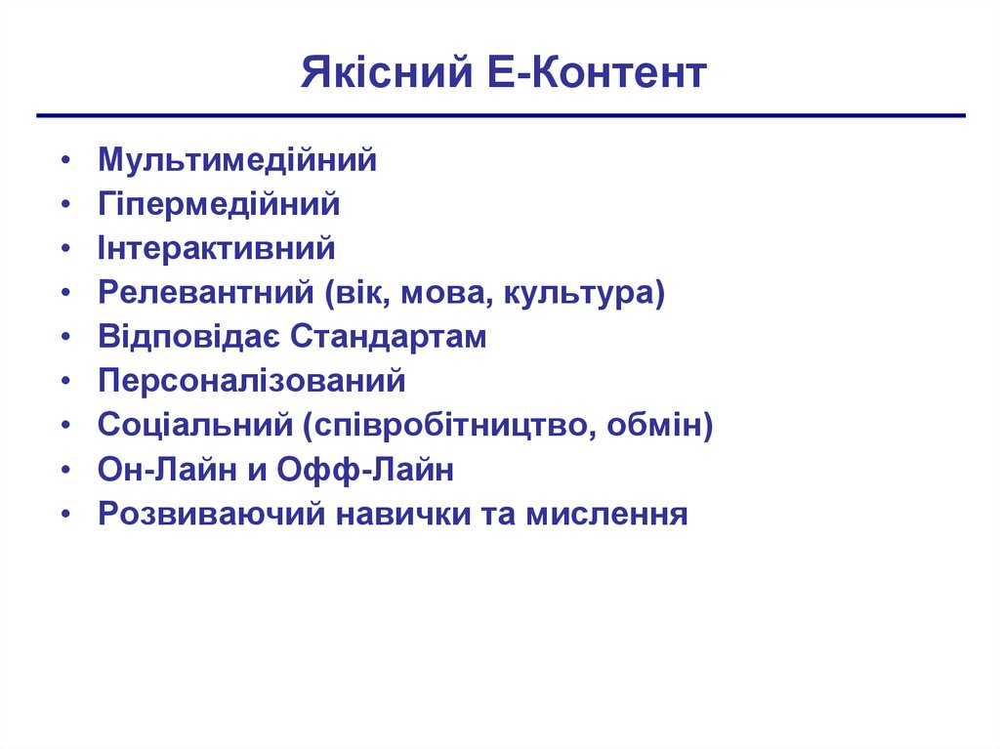 Якісний Е-Контент
• Мультимедійний
• Гіпермедійний
• Інтерактивний
• Релевантний (вік, мова, культура)
• Відповідає Стандартам
• Персоналізований
• Соціальний (співробітництво, обмін)
• Он-Лайн и Офф-Лайн
• Розвиваючий навички та мислення